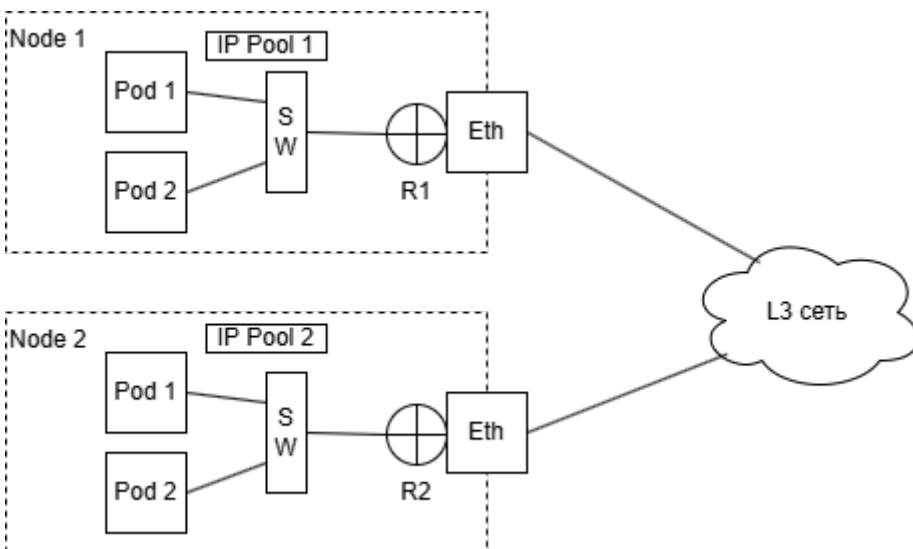 Node 1
IP Pool 1
Pod 1
S
W
Eth
Pod 2
R1
L3 сеть
Node 2
IP Pool 2
Pod 1
S
W
Eth
Pod 2
R2